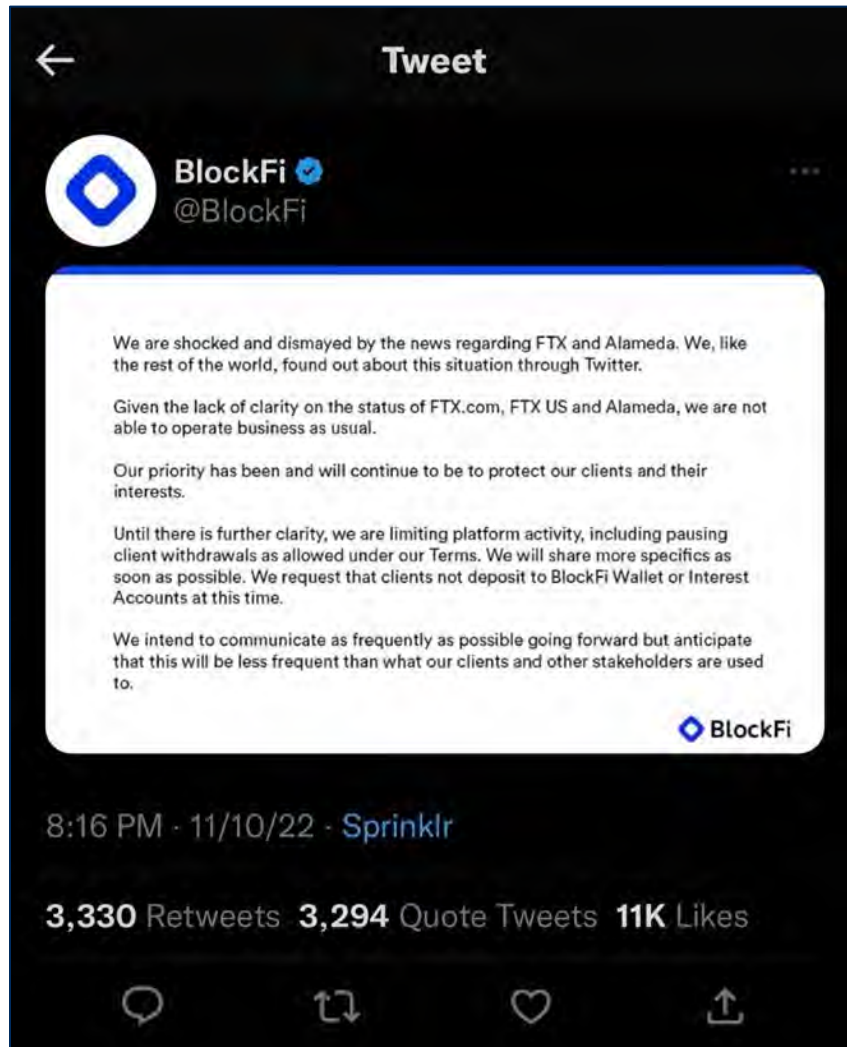 Tweet
BlockFi
@BlockFi
We are shocked and dismayed by the news regarding FTX and Alameda. We, like
the rest of the world, found out about this situation through Twitter.
Given the lack of clarity on the status of FTX.com, FTX US and Alameda, we are not
able to operate business as usual.
Our priority has been and will continue to be to protect our clients and their
interests.
Until there is further clarity, we are limiting platform activity, including pausing
client withdrawals as allowed under our Terms. We will share more specifics as
soon as possible. We request that clients not deposit to BlockFi Wallet or Interest
Accounts at this time.
We intend to communicate as frequently as possible going forward but anticipate
that this will be less frequent than what our clients and other stakeholders are used
to.
BlockFi
8:16 PM · 11/10/22 · Sprinklr
3,330 Retweets 3,294 Quote Tweets 11K Likes